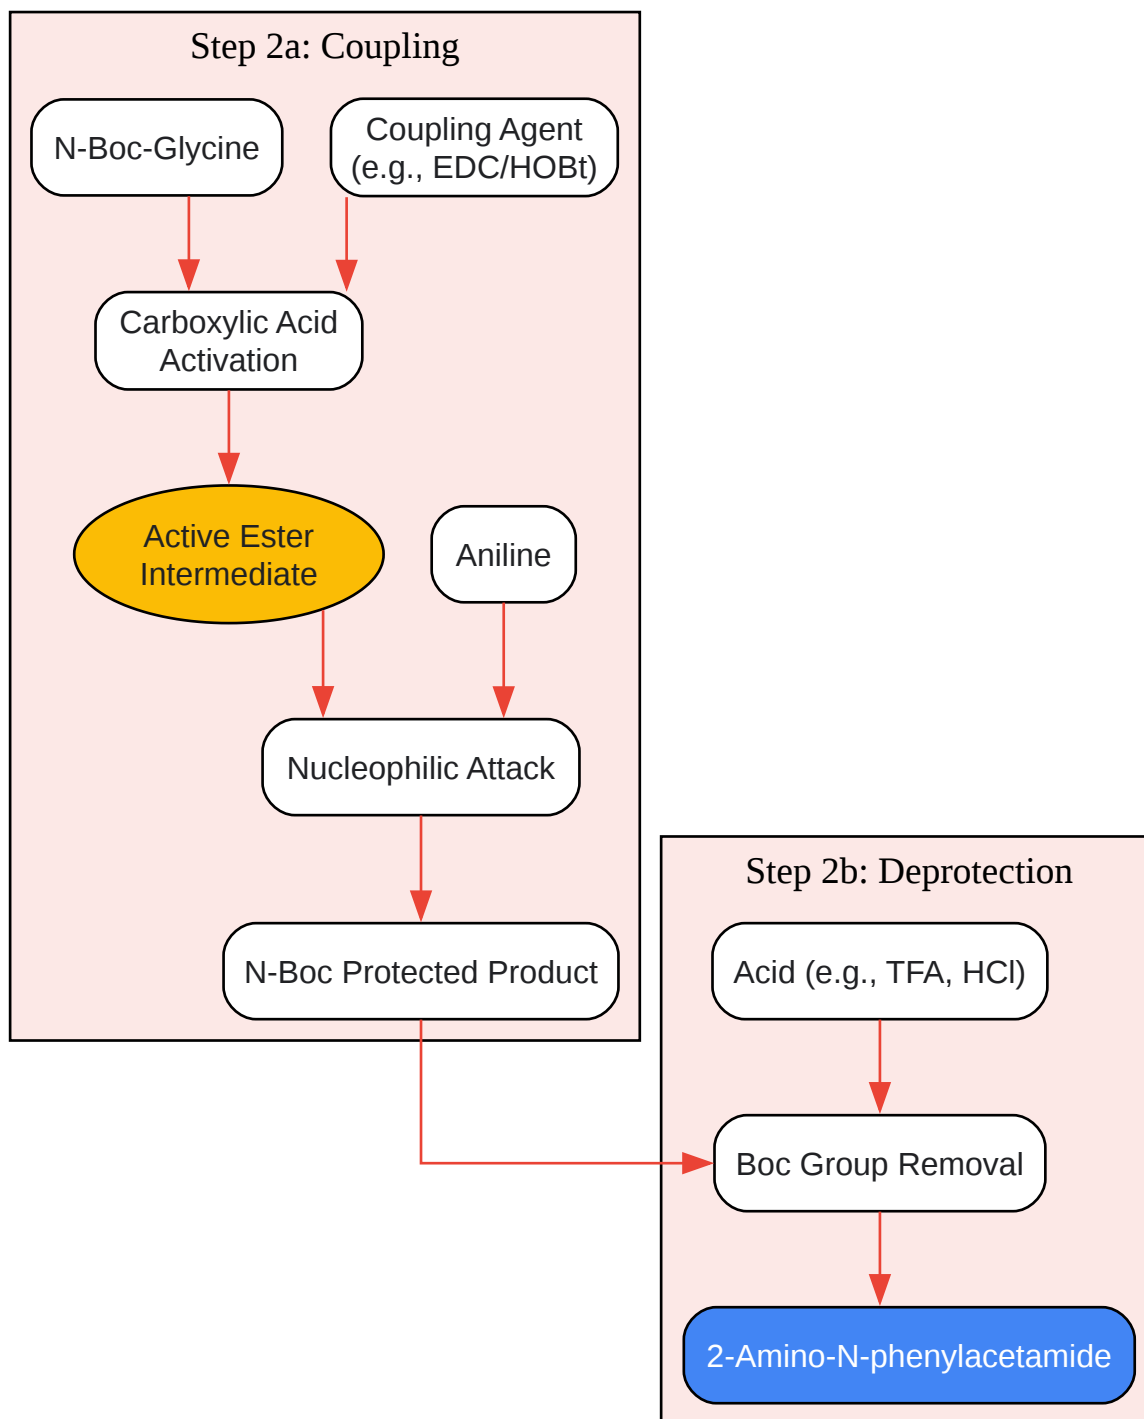 Step 2a: Coupling
N-Boc-Glycine
Coupling Agent
(e.g., EDC/HOBt)
Carboxylic Acid
Activation
Active Ester
Intermediate
Aniline
Nucleophilic Attack
N-Boc Protected Product
Step 2b: Deprotection
Acid (e.g., TFA, HCl)
Boc Group Removal
2-Amino-N-phenylacetamide